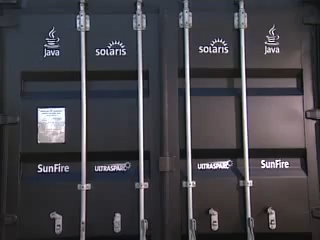 Java
solaris
solaris
Java
SunFire
ULTRASPARC
ULTRASPARC
SunFire